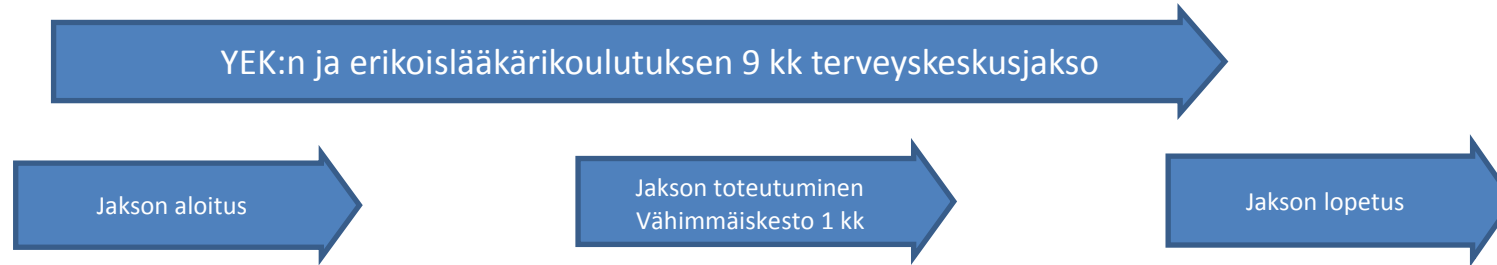 YEK:n ja erikoislääkärikoulutuksen 9 kk terveyskeskusjakso
Jakson aloitus
Jakson toteutuminen
Vähimmäiskesto 1 kk
Jakson lopetus